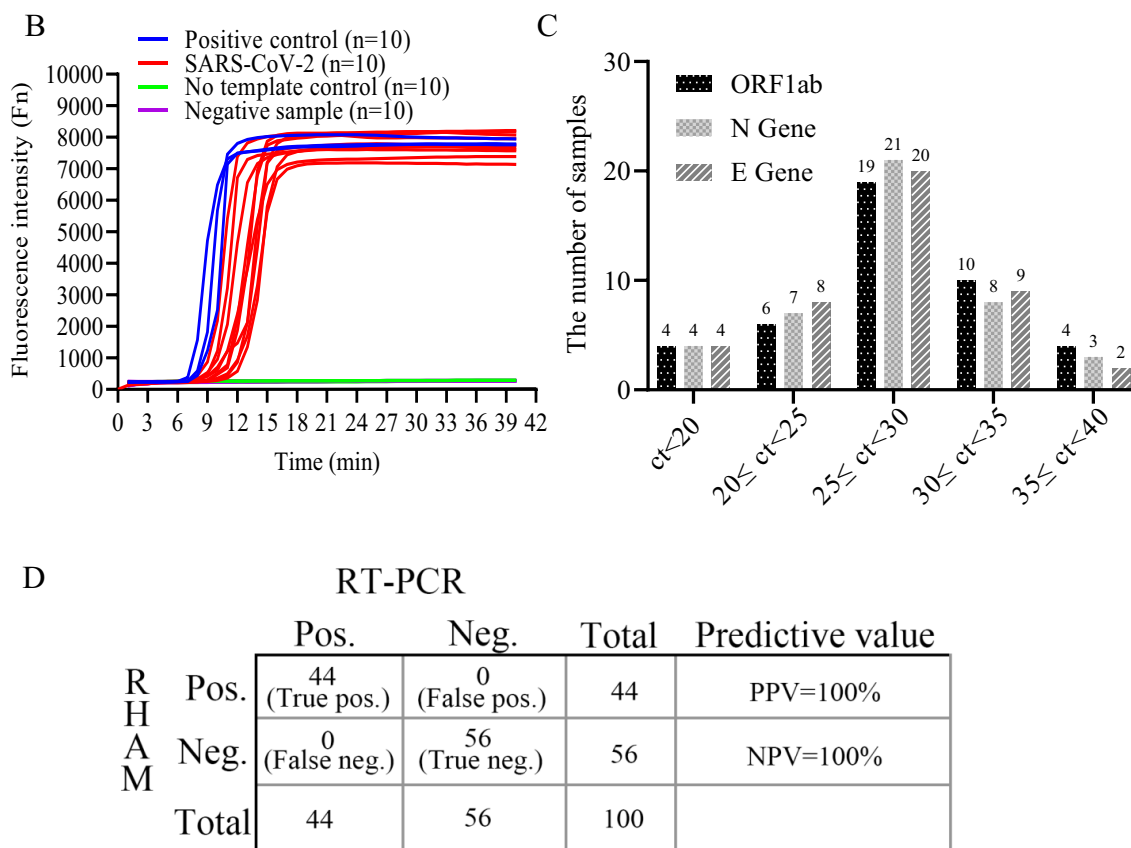 B
Positive control (n=10)
SARS-CoV-2 (n=10)
No template control (n=10)
Negative sample (n=10)
Fluorescence intensity (Fn)
10000
9000
8000
7000
6000
5000
4000
3000
2000
1000
0
0 3 6 9 12 15 18 21 24 27 30 33 36 39 42
Time (min)
C
ORF1ab
N Gene
E Gene
The number of samples
30
20
10
0
4 4 4
6 7 8
19 21 20
10 8 9
4 3 2
ct<20
20≤ ct<25
25≤ ct<30
30≤ ct<35
35≤ ct<40
D
RT-PCR
Pos. Neg. Total Predictive value
RHAM
Pos. 44 (True pos.) 0 (False pos.) 44 PPV=100%
Neg. 0 (False neg.) 56 (True neg.) 56 NPV=100%
Total 44 56 100